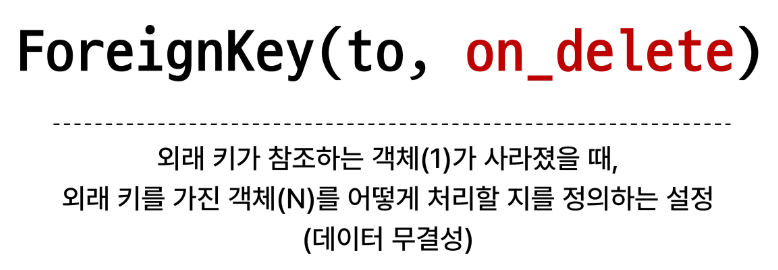 ForeignKey(to, on_delete)
외래 키가 참조하는 객체(1)가 사라졌을 때,
외래 키를 가진 객체(N)를 어떻게 처리할 지를 정의하는 설정
(데이터 무결성)